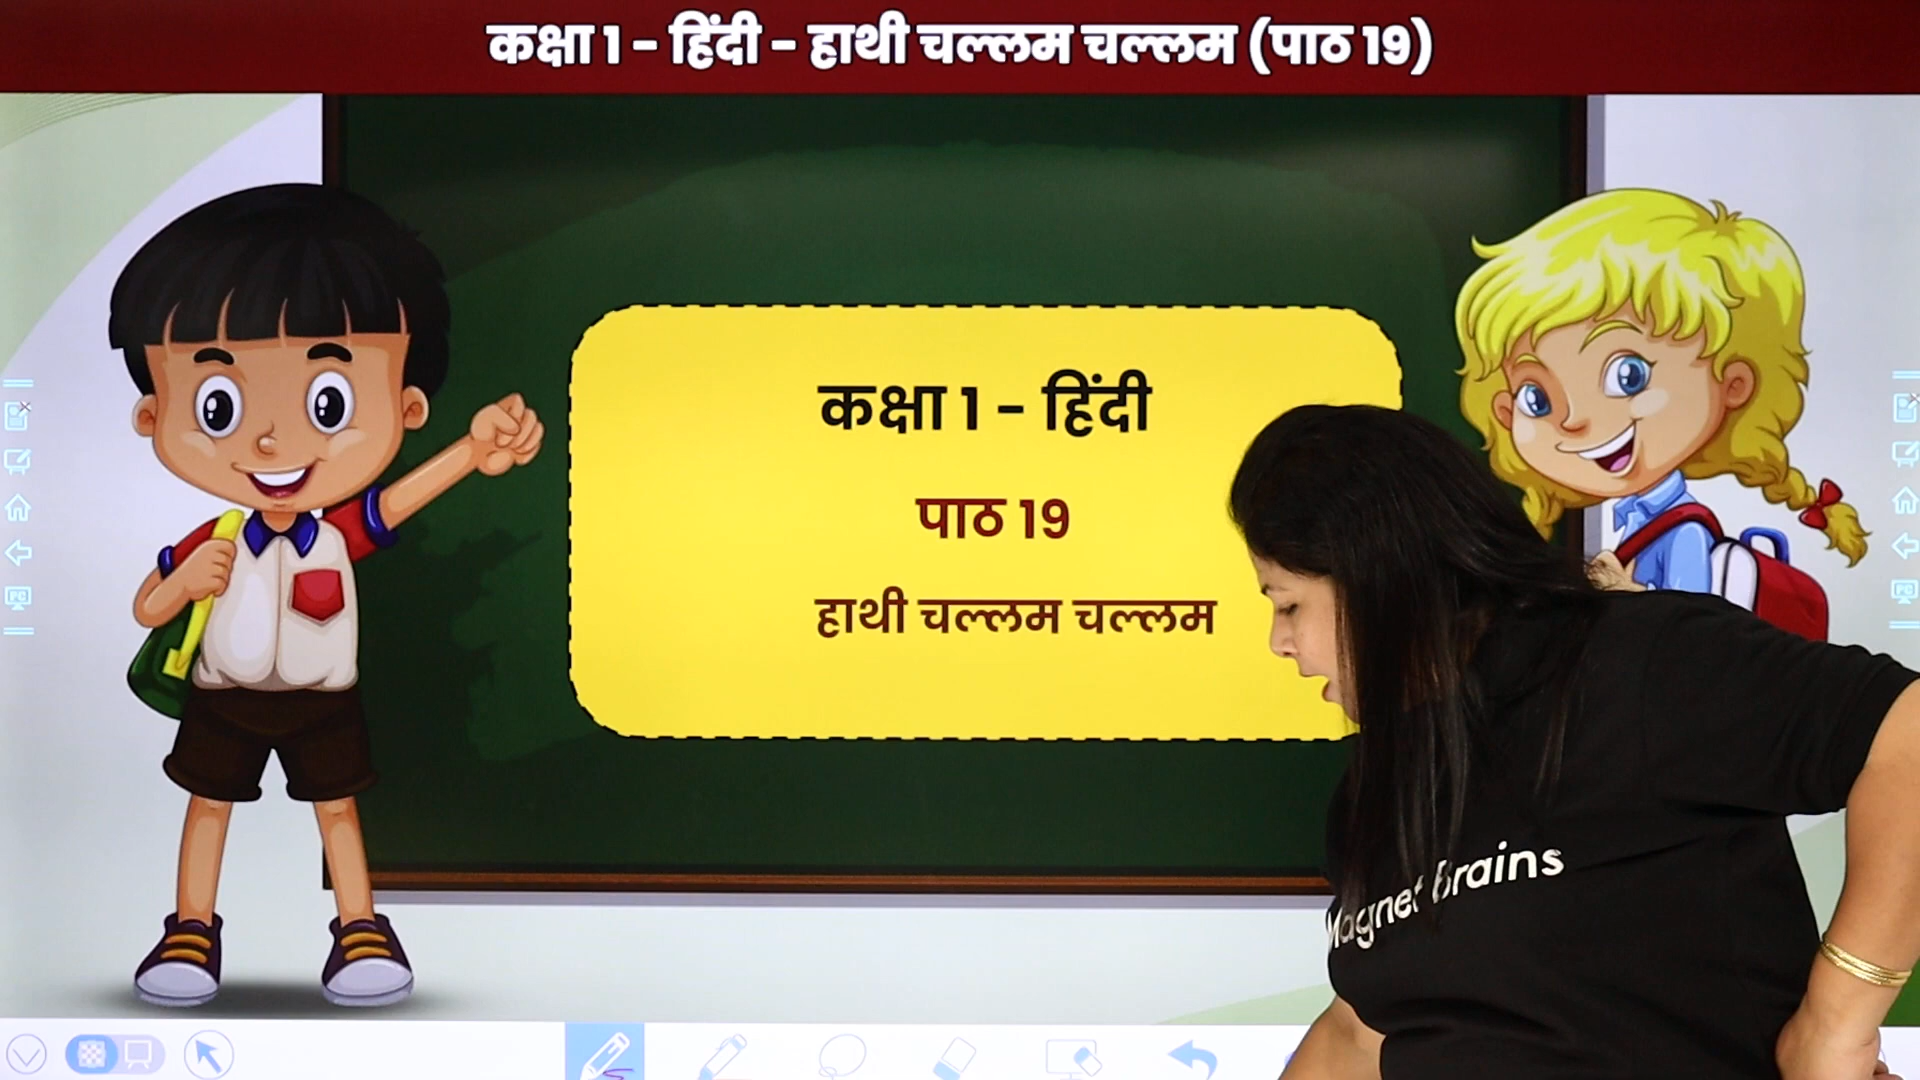 कक्षा 1 - हिंदी - हाथी चल्लम चल्लम (पाठ 19)
कक्षा 1 - हिंदी
पाठ 19
हाथी चल्लम चल्लम
Magnet Brains